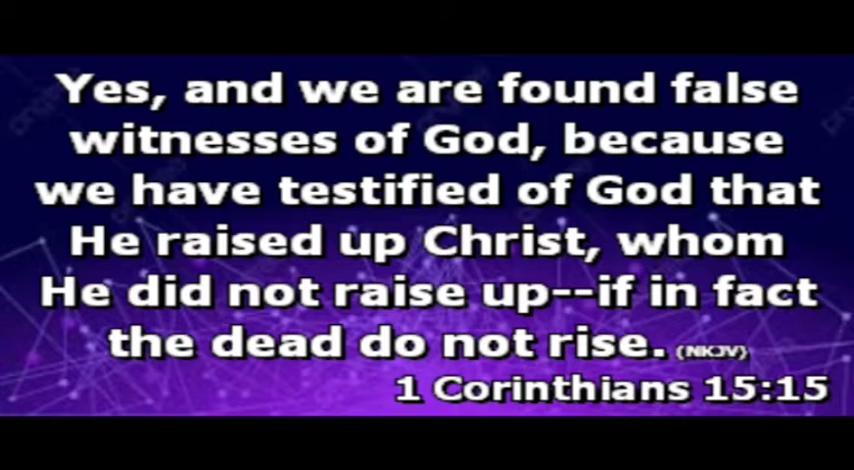 Yes, and we are found false
witnesses of God, because
we have testified of God that
He raised up Christ, whom
He did not raise up--if in fact
the dead do not rise. (NKJV)
1 Corinthians 15:15